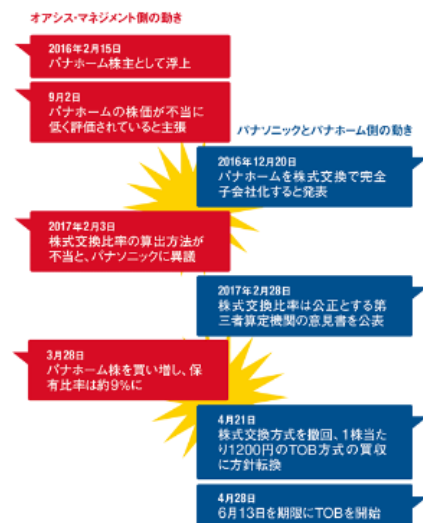 オアシス・マネジメント側の動き
2016年2月15日
パナホーム株主として浮上
9月2日
パナホームの株価が不当に
低く評価されていると主張
パナソニックとパナホーム側の動き
2016年12月20日
パナホームを株式交換で完全
子会社化すると発表
2017年2月3日
株式交換比率の算出方法が
不当と、パナソニックに異議
2017年2月28日
株式交換比率は公正とする第
三者算定機関の意見書を公表
3月28日
パナホーム株を買い増し、保
有比率は約9%に
4月21日
株式交換方式を撤回、1株当た
り1200円のTOB方式の買収
に方針転換
4月28日
6月13日を期限にTOBを開始